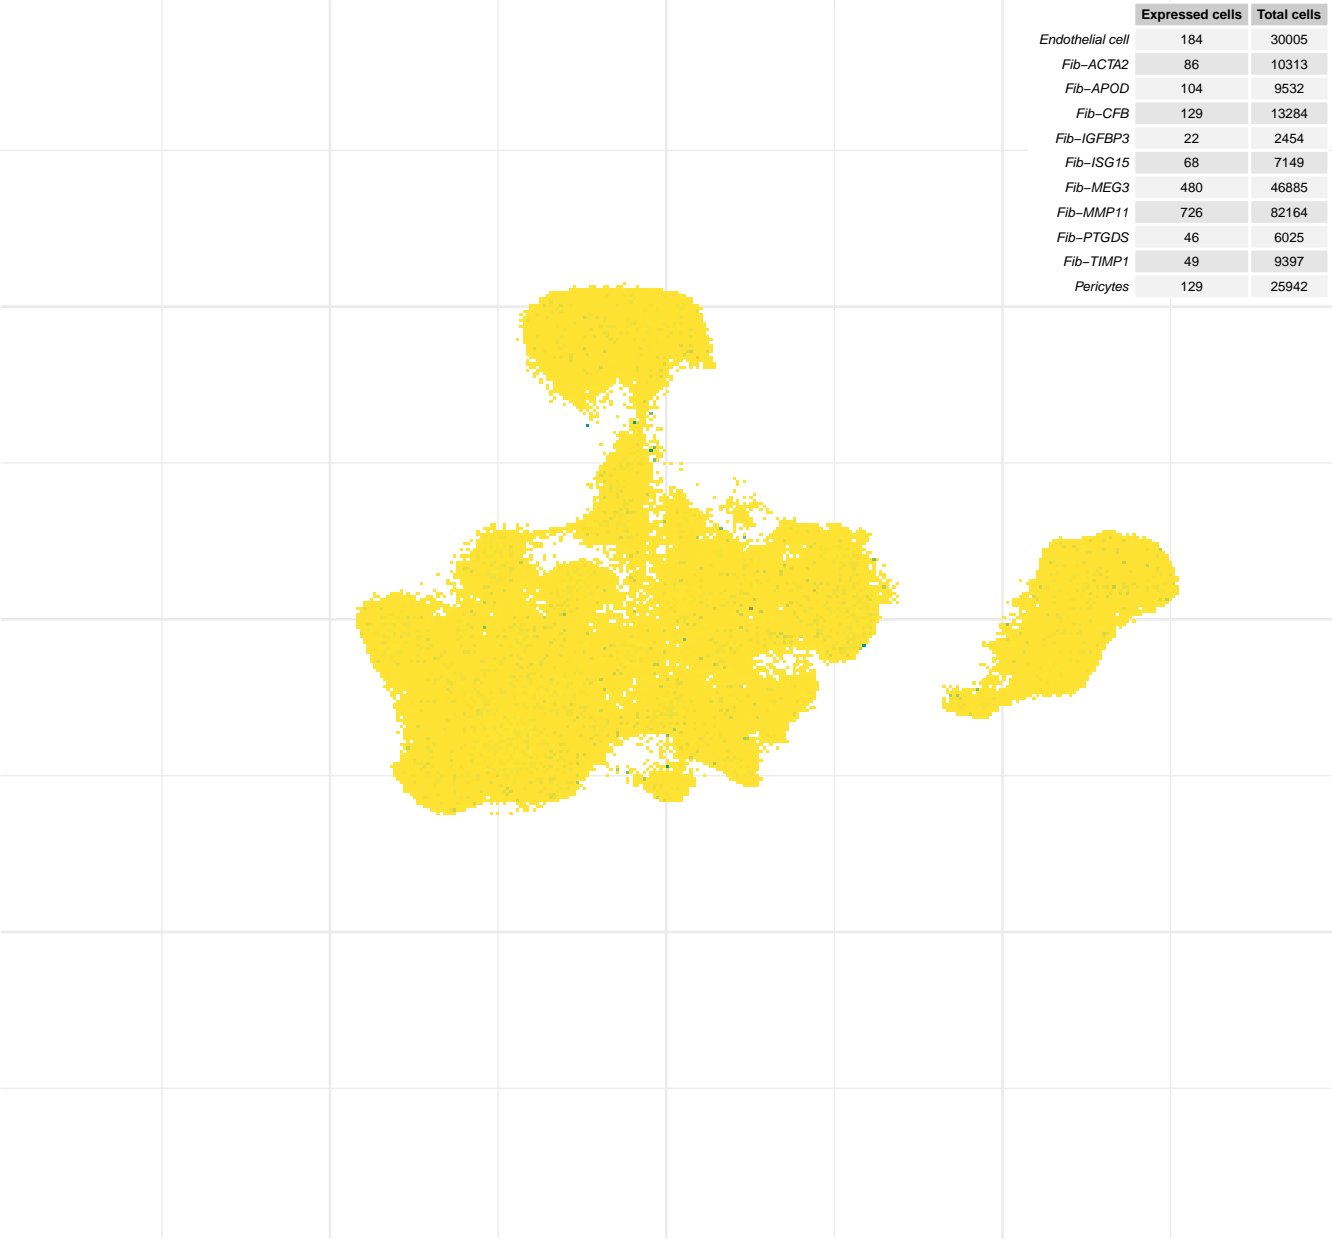 Expressed cells Total cells
Endothelial cell 184 30005
Fib−ACTA2 86 10313
Fib−APOD 104 9532
Fib−CFB 129 13284
Fib−IGFBP3 22 2454
Fib−ISG15 68 7149
Fib−MEG3 480 46885
Fib−MMP11 726 82164
Fib−PTGDS 46 6025
Fib−TIMP1 49 9397
Pericytes 129 25942